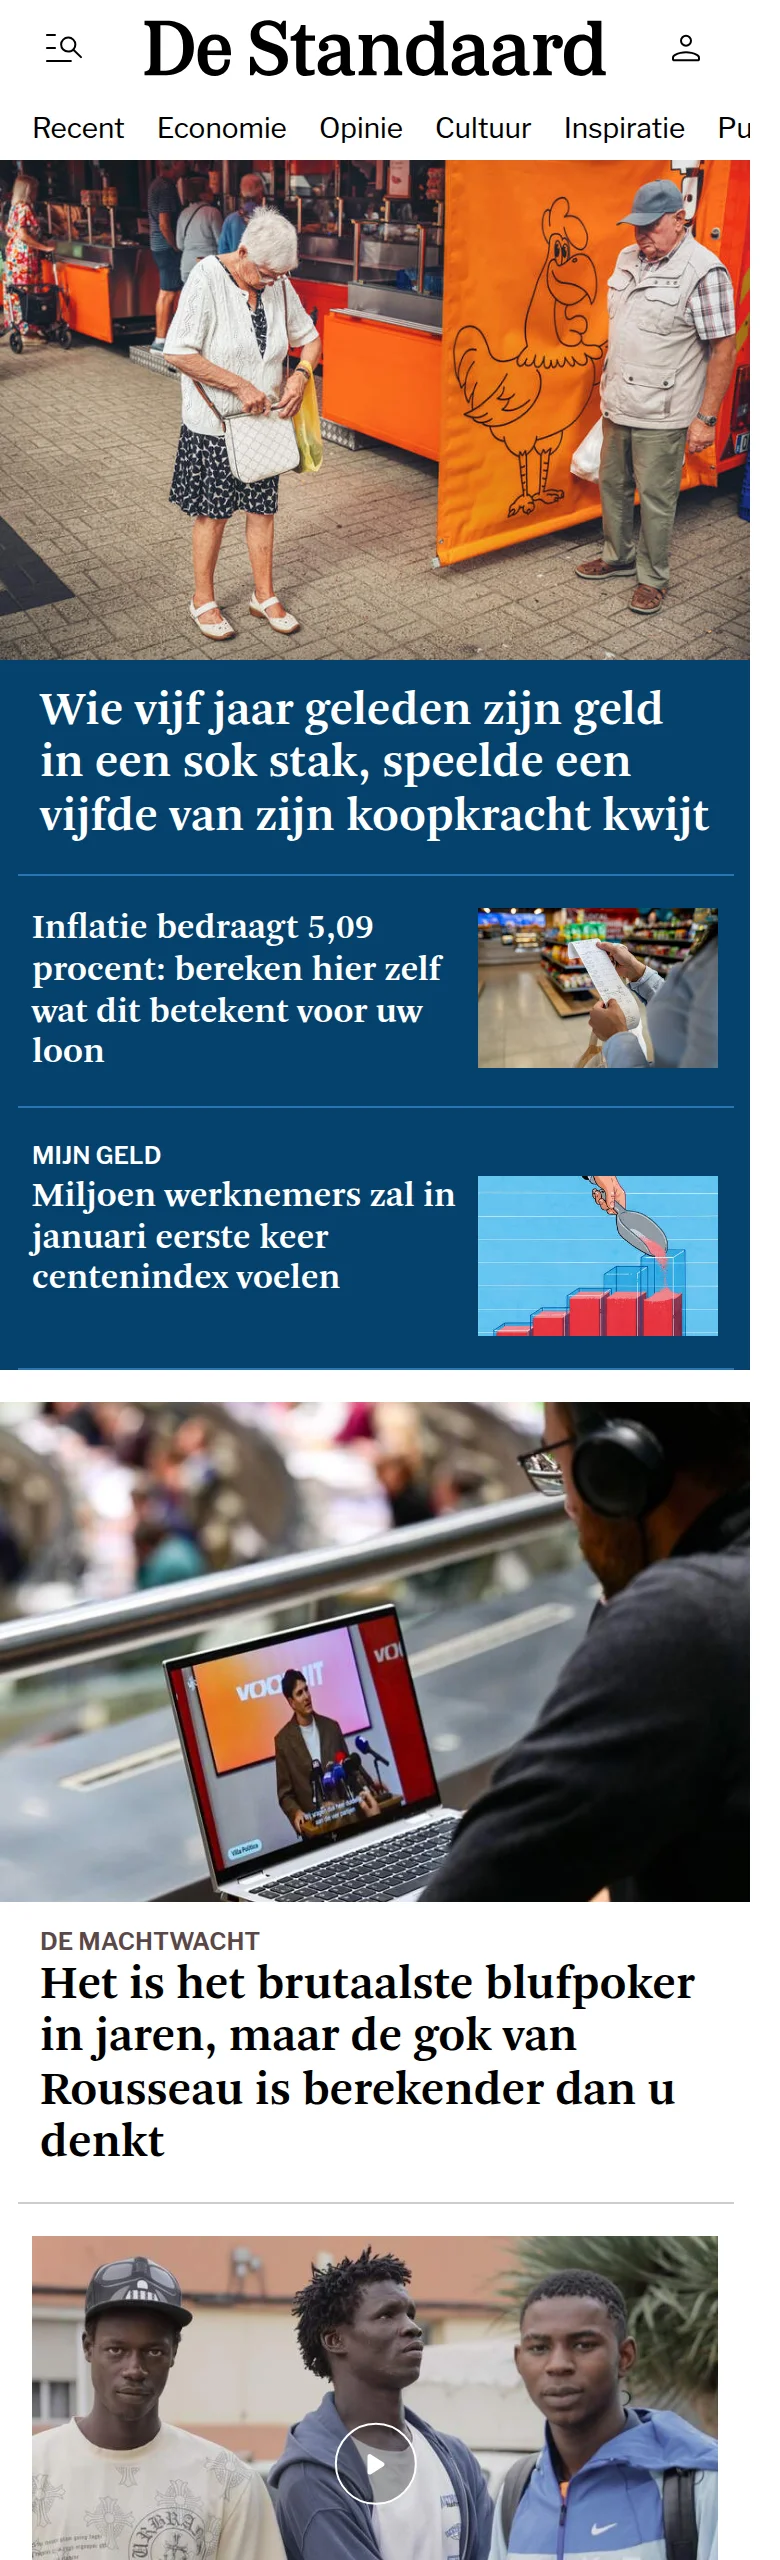 De Standaard
Recent Economie Opinie Cultuur Inspiratie Pu
Wie vijf jaar geleden zijn geld
in een sok stak, speelde een
vijfde van zijn koopkracht kwijt
Inflatie bedraagt 5,09
procent: bereken hier zelf
wat dit betekent voor uw
loon
MIJN GELD
Miljoen werknemers zal in
januari eerste keer
centenindex voelen
Villa Politica
DE MACHTWACHT
Het is het brutaalste blufpoker
in jaren, maar de gok van
Rousseau is berekender dan u
denkt